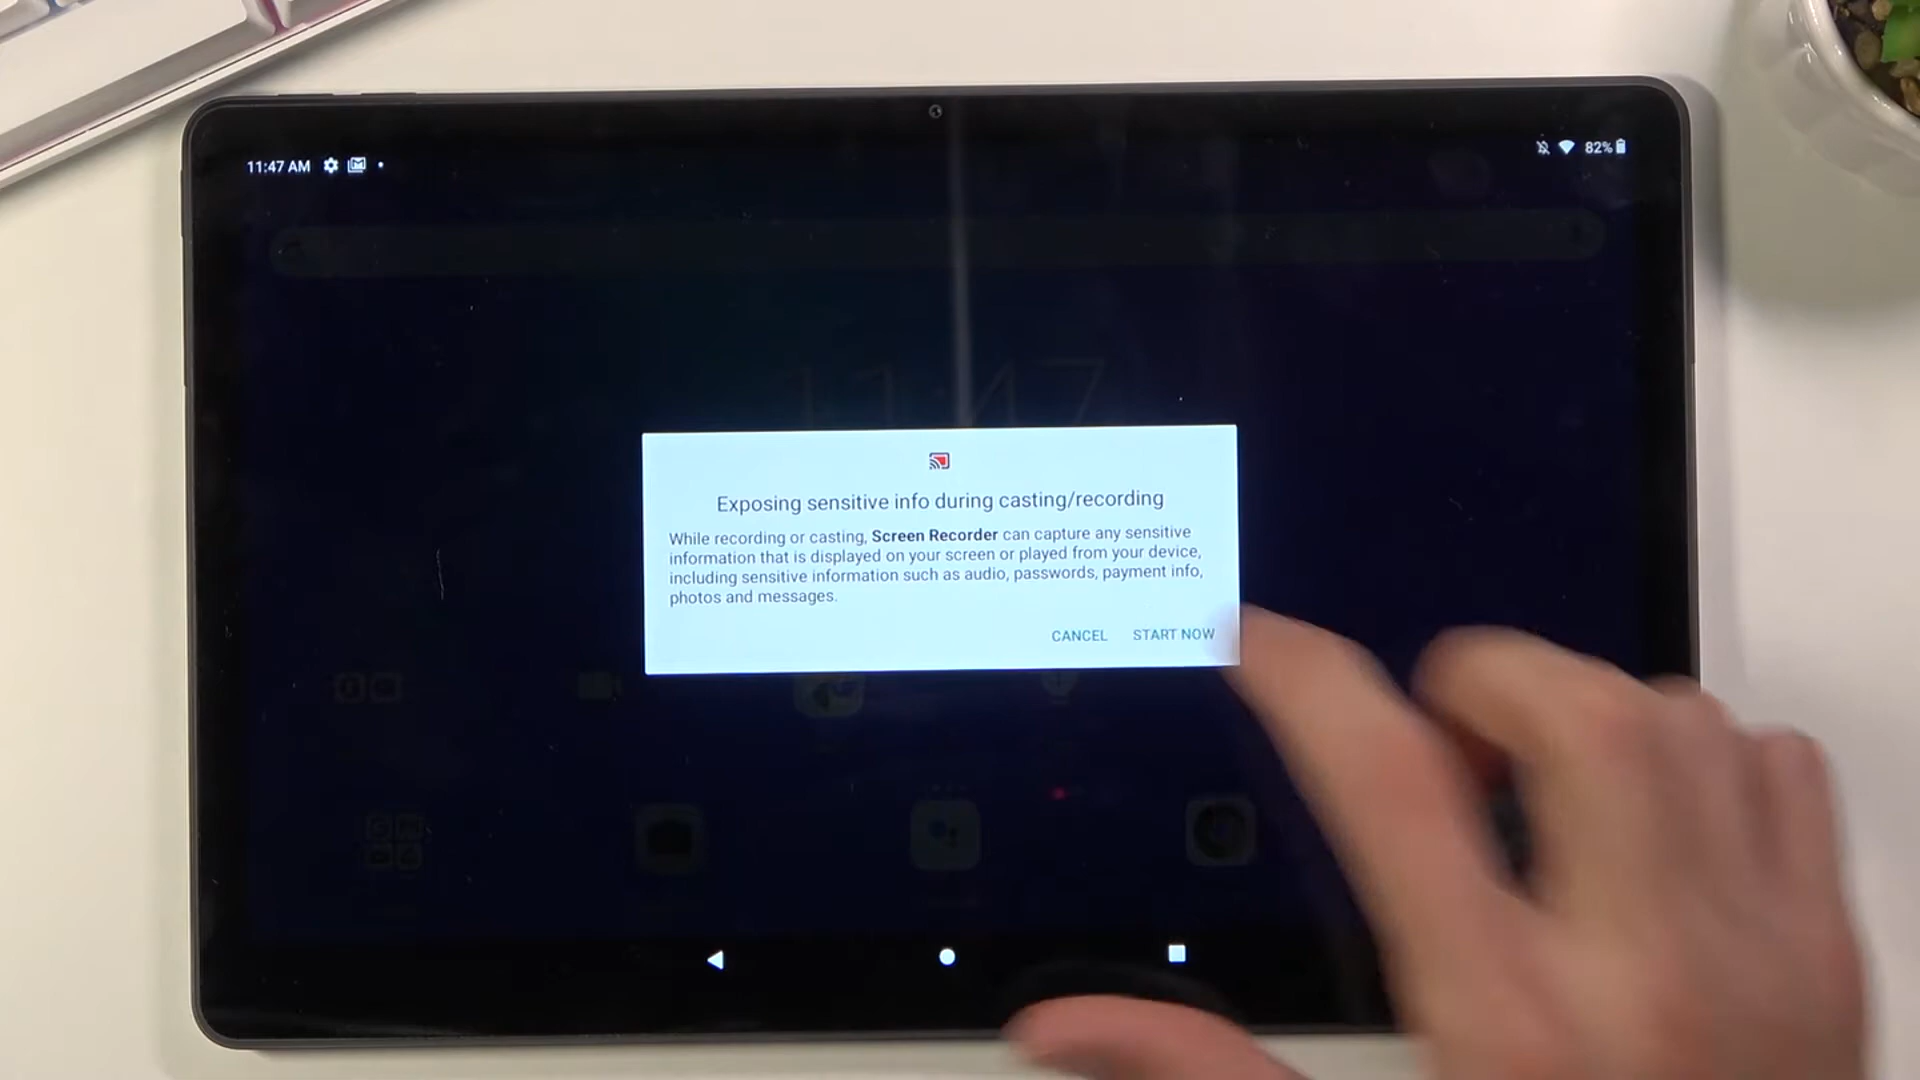 11:47 AM
82%
11:47
Exposing sensitive info during casting/recording
While recording or casting, Screen Recorder can capture any sensitive
information that is displayed on your screen or played from your device,
including sensitive information such as audio, passwords, payment info,
photos and messages.
CANCEL START NOW